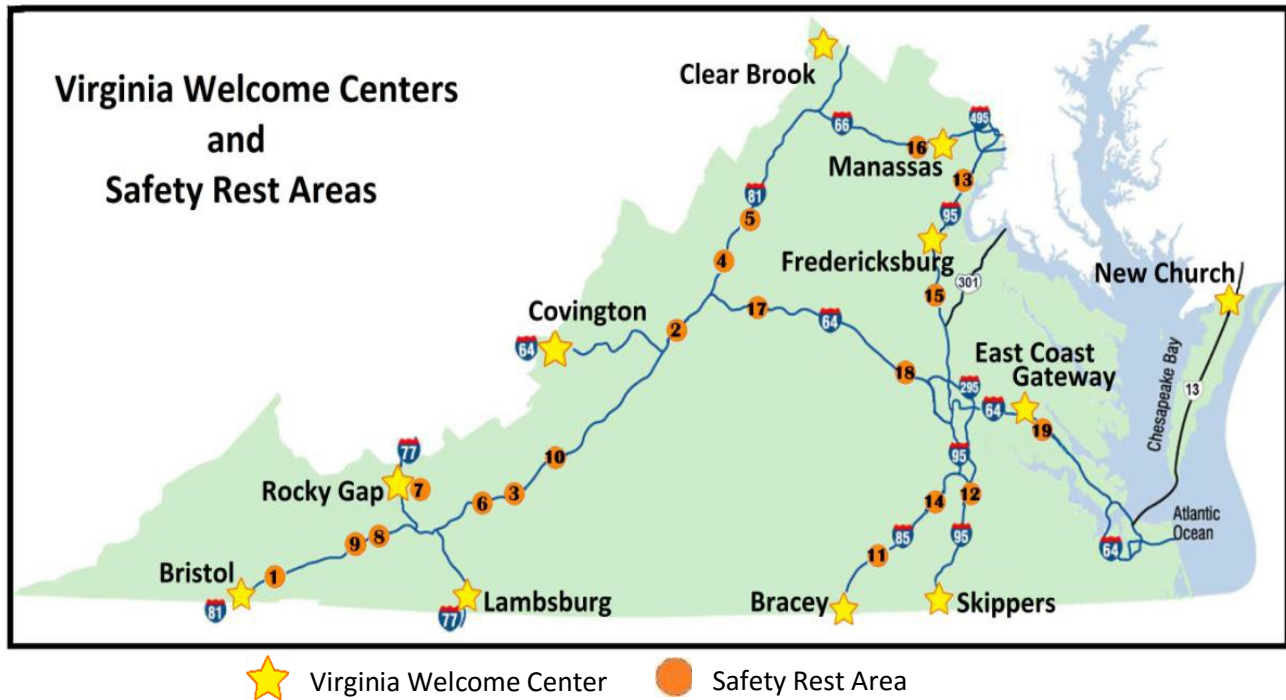 Virginia Welcome Centers
and
Safety Rest Areas
Clear Brook
66
495
16
Manassas
13
81
5
95
4
Fredericksburg
301
New Church
15
17
64
Covington
2
64
East Coast
Gateway
18
295
64
19
Chesapeake Bay
13
77
Rocky Gap
7
10
6
3
95
14
12
Atlantic
Ocean
9
8
85
95
11
64
Bristol
1
81
Lambsburg
77
Bracey
Skippers
Virginia Welcome Center
Safety Rest Area